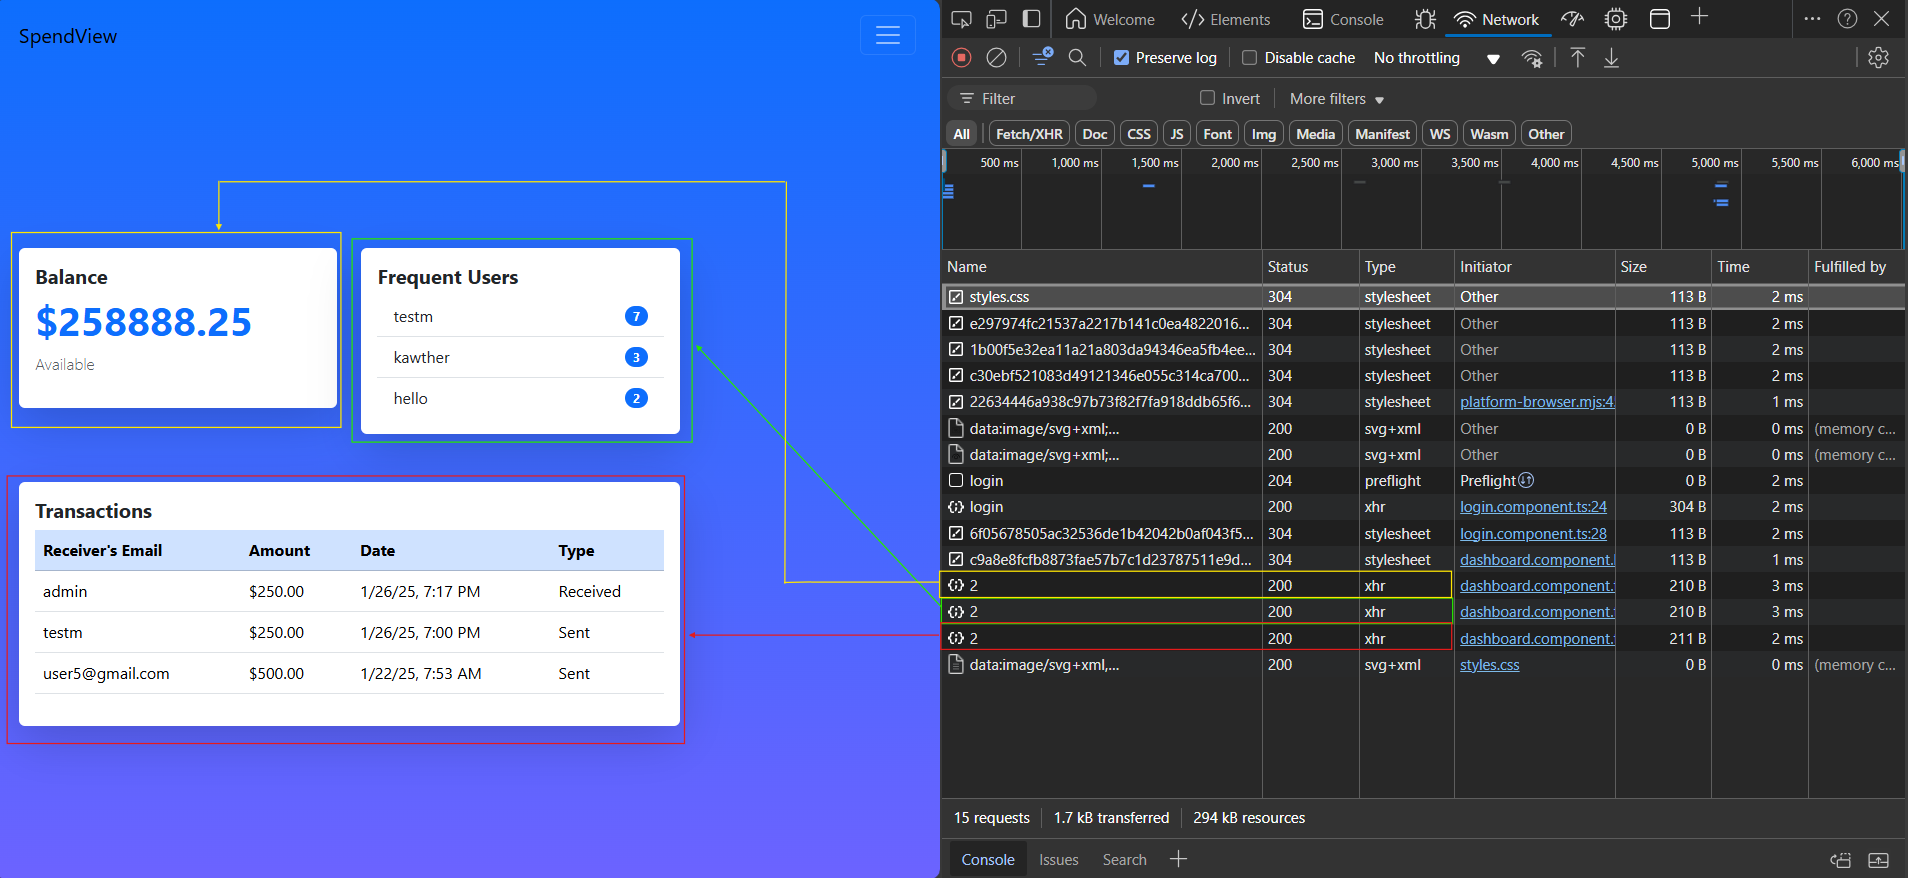 SpendView
Balance
$258888.25
Available
Frequent Users
testm 7
kawther 3
hello 2
Transactions
Receiver's Email Amount Date Type
admin $250.00 1/26/25, 7:17 PM Received
testm $250.00 1/26/25, 7:00 PM Sent
user5@gmail.com $500.00 1/22/25, 7:53 AM Sent
Welcome Elements Console Network
Preserve log Disable cache No throttling
Filter Invert More filters
All Fetch/XHR Doc CSS JS Font Img Media Manifest WS Wasm Other
500 ms 1,000 ms 1,500 ms 2,000 ms 2,500 ms 3,000 ms 3,500 ms 4,000 ms 4,500 ms 5,000 ms 5,500 ms 6,000 ms
Name Status Type Initiator Size Time Fulfilled by
styles.css 304 stylesheet Other 113 B 2 ms
e297974fc21537a2217b141c0ea4822016... 304 stylesheet Other 113 B 2 ms
1b00f5e32ea11a21a803da94346ea5fb4ee... 304 stylesheet Other 113 B 2 ms
c30ebf521083d49121346e055c314ca700... 304 stylesheet Other 113 B 2 ms
22634446a938c97b73f82f7fa918ddb65f6... 304 stylesheet platform-browser.mjs:4 113 B 1 ms
data:image/svg+xml;... 200 svg+xml Other 0 B 0 ms (memory c...
data:image/svg+xml;... 200 svg+xml Other 0 B 0 ms (memory c...
login 204 preflight Preflight 0 B 2 ms
login 200 xhr login.component.ts:24 304 B 2 ms
6f05678505ac32536de1b42042b0af043f5... 304 stylesheet login.component.ts:28 113 B 2 ms
c9a8e8fcfb8873fae57b7c1d23787511e9d... 304 stylesheet dashboard.component. 113 B 1 ms
2 200 xhr dashboard.component. 210 B 3 ms
2 200 xhr dashboard.component. 210 B 3 ms
2 200 xhr dashboard.component. 211 B 2 ms
data:image/svg+xml,... 200 svg+xml styles.css 0 B 0 ms (memory c...
15 requests 1.7 kB transferred 294 kB resources
Console Issues Search